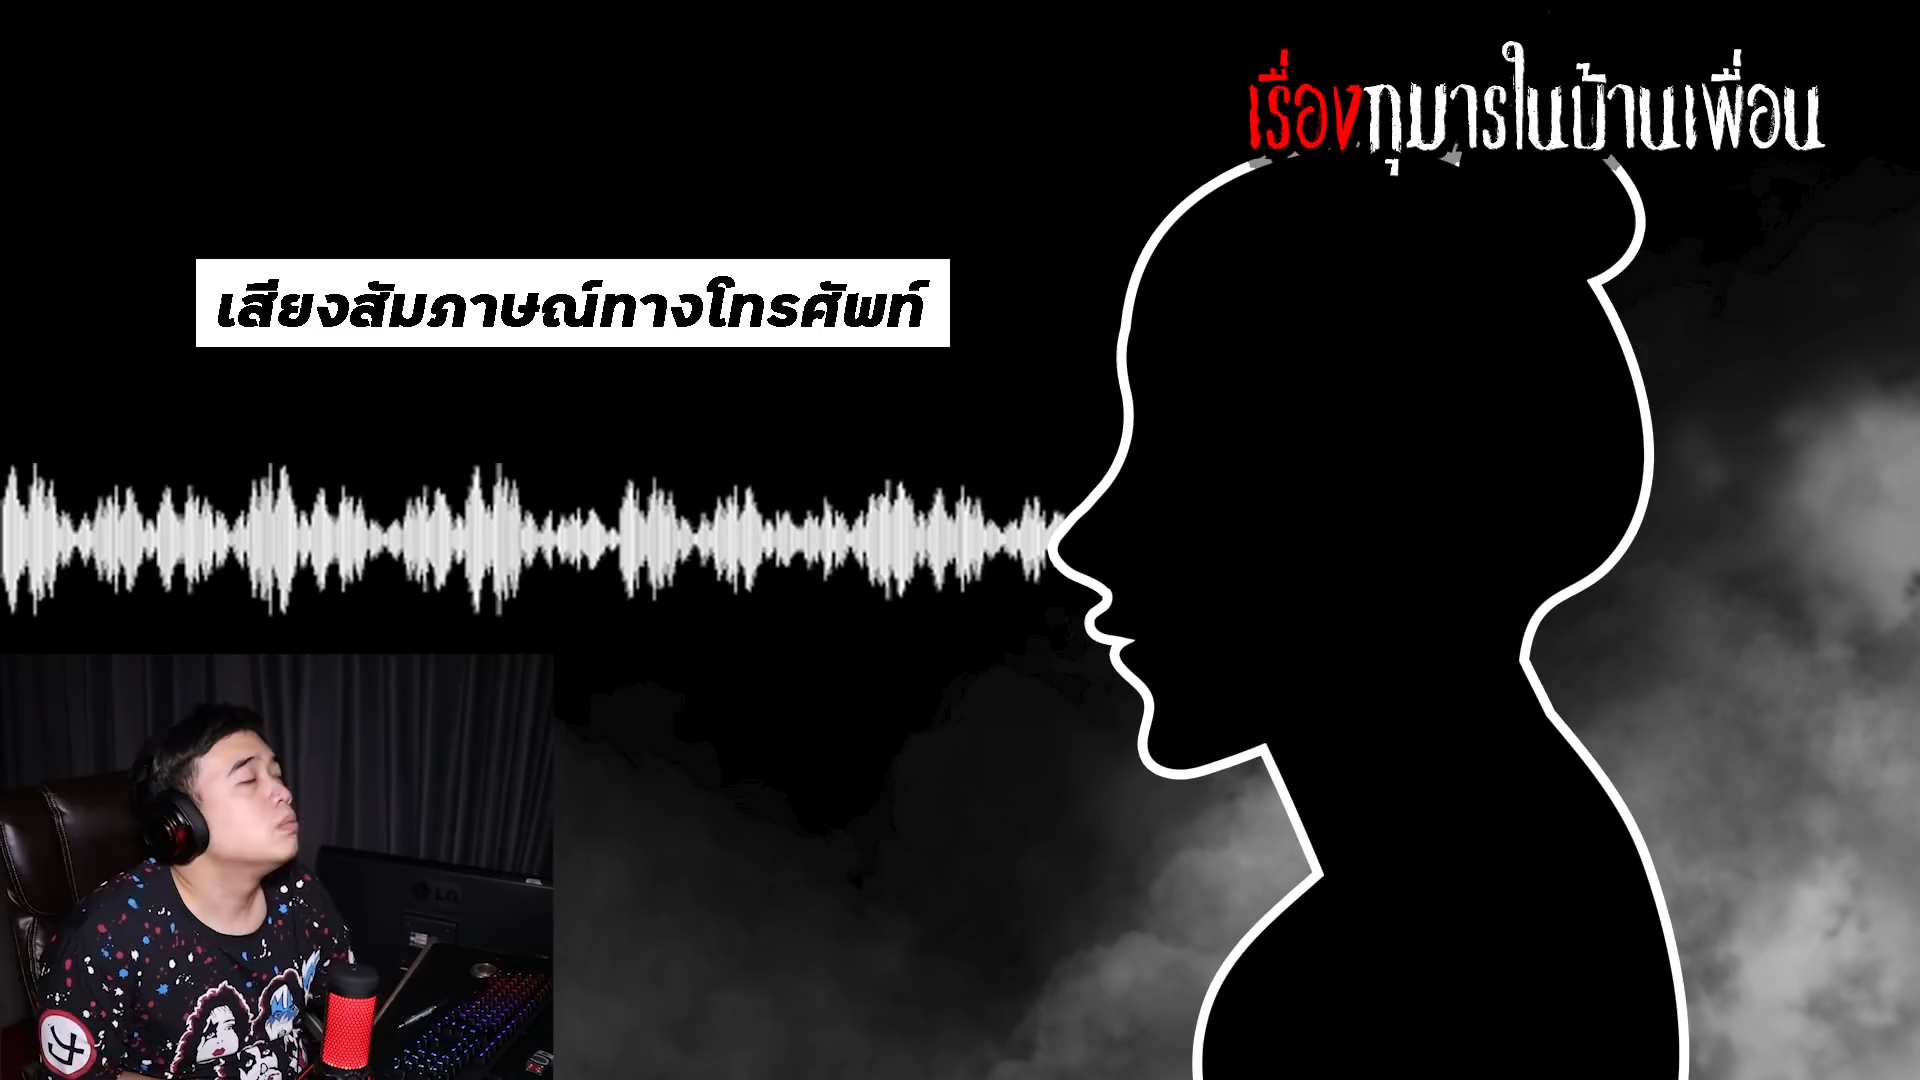 เรื่องกุมารในบ้านเพื่อน
เสียงสัมภาษณ์ทางโทรศัพท์
LG